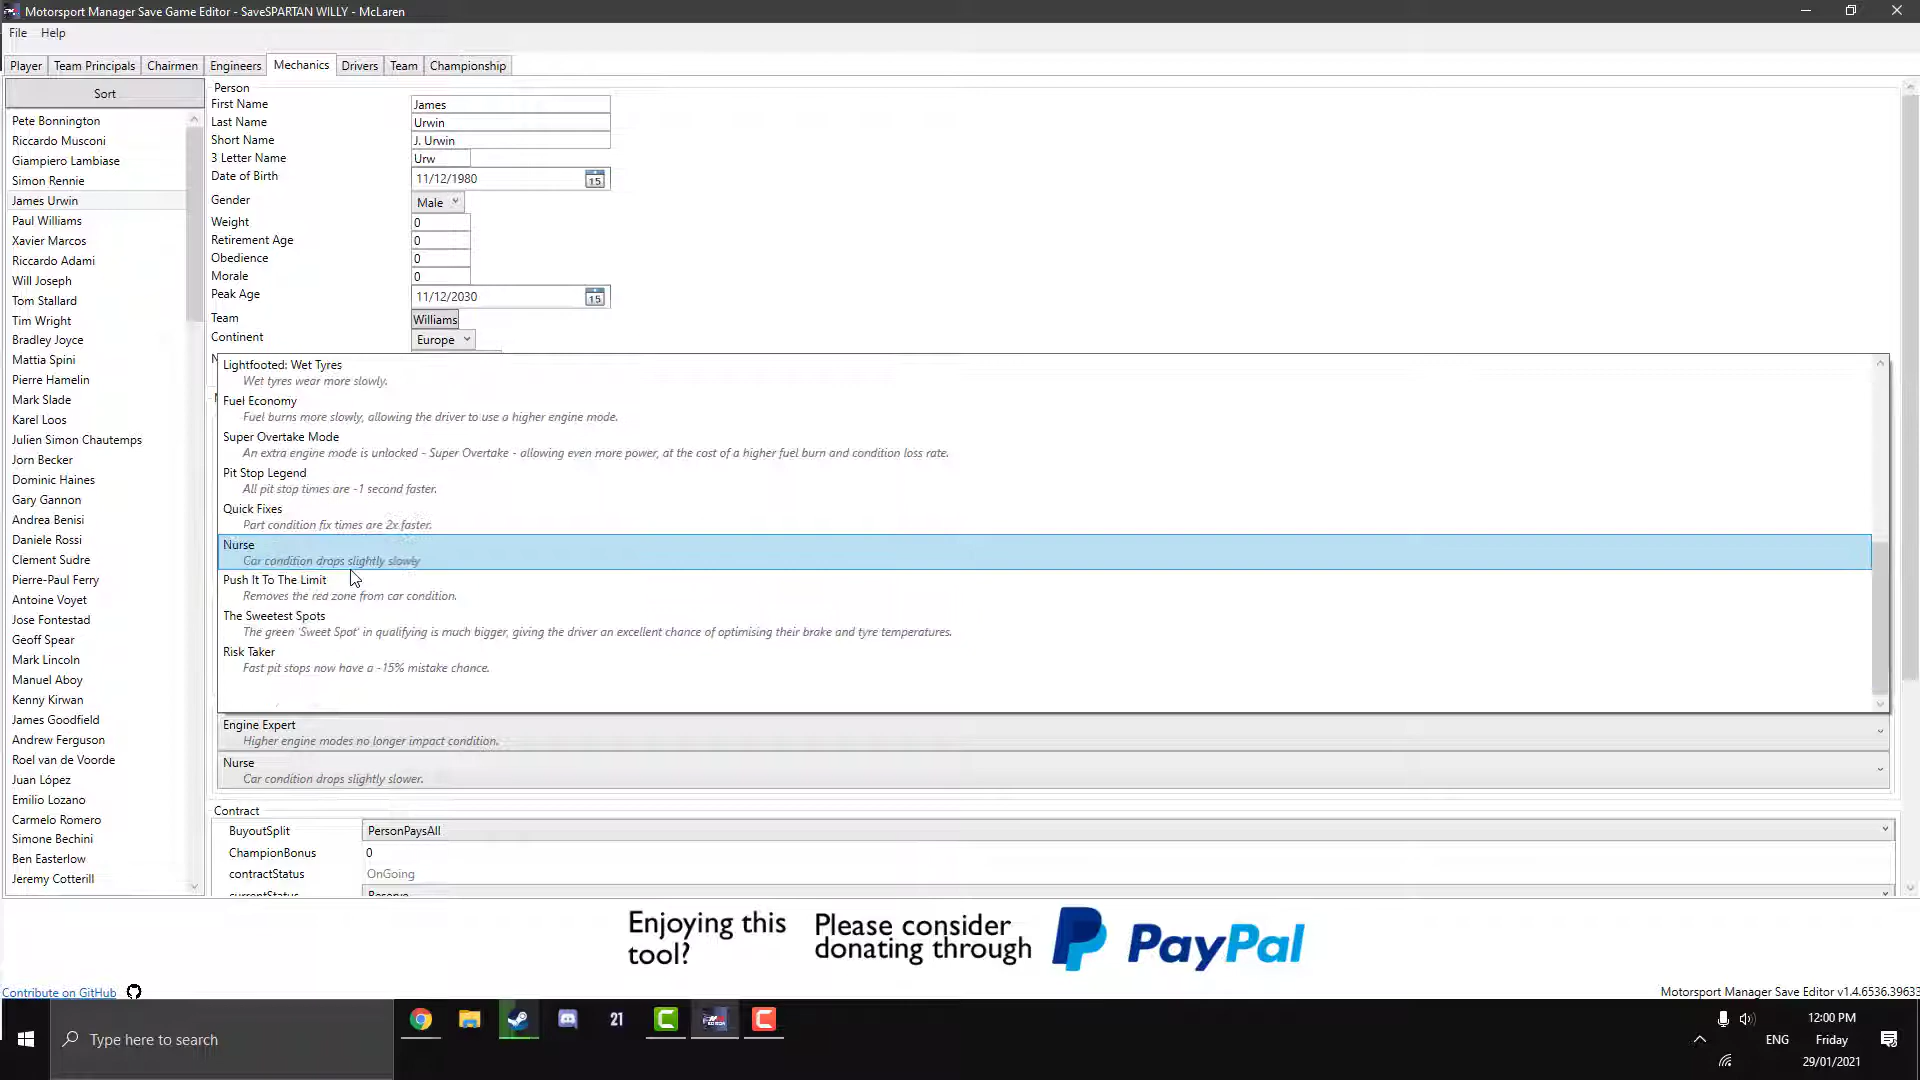 Motorsport Manager Save Game Editor - SaveSPARTAN WILLY - McLaren
File Help
Player Team Principals Chairmen Engineers Mechanics Drivers Team Championship
Sort
Pete Bonnington
Riccardo Musconi
Giampiero Lambiase
Simon Rennie
James Urwin
Paul Williams
Xavier Marcos
Riccardo Adami
Will Joseph
Tom Stallard
Tim Wright
Bradley Joyce
Mattia Spini
Pierre Hamelin
Mark Slade
Karel Loos
Julien Simon Chautemps
Jorn Becker
Dominic Haines
Gary Gannon
Andrea Benisi
Daniele Rossi
Clement Sudre
Pierre-Paul Ferry
Antoine Voyet
Jose Fontestad
Geoff Spear
Mark Lincoln
Manuel Aboy
Kenny Kirwan
James Goodfield
Andrew Ferguson
Roel van de Voorde
Juan López
Emilio Lozano
Carmelo Romero
Simone Bechini
Ben Easterlow
Jeremy Cotterill
Person
First Name James
Last Name Urwin
Short Name J. Urwin
3 Letter Name Urw
Date of Birth 11/12/1980 15
Gender Male
Weight 0
Retirement Age 0
Obedience 0
Morale 0
Peak Age 11/12/2030 15
Team Williams
Continent Europe
Lightfooted: Wet Tyres
Wet tyres wear more slowly.
Fuel Economy
Fuel burns more slowly, allowing the driver to use a higher engine mode.
Super Overtake Mode
An extra engine mode is unlocked - Super Overtake - allowing even more power, at the cost of a higher fuel burn and condition loss rate.
Pit Stop Legend
All pit stop times are -1 second faster.
Quick Fixes
Part condition fix times are 2x faster.
Nurse
Car condition drops slightly slowly
Push It To The Limit
Removes the red zone from car condition.
The Sweetest Spots
The green 'Sweet Spot' in qualifying is much bigger, giving the driver an excellent chance of optimising their brake and tyre temperatures.
Risk Taker
Fast pit stops now have a -15% mistake chance.
Engine Expert
Higher engine modes no longer impact condition.
Nurse
Car condition drops slightly slower.
Contract
BuyoutSplit PersonPaysAll
ChampionBonus 0
contractStatus OnGoing
currentStatus Reserve
Enjoying this tool?
Please consider donating through
PayPal
Contribute on GitHub
Motorsport Manager Save Editor v1.4.6536.39633
Type here to search
21
ENG
12:00 PM
Friday
29/01/2021